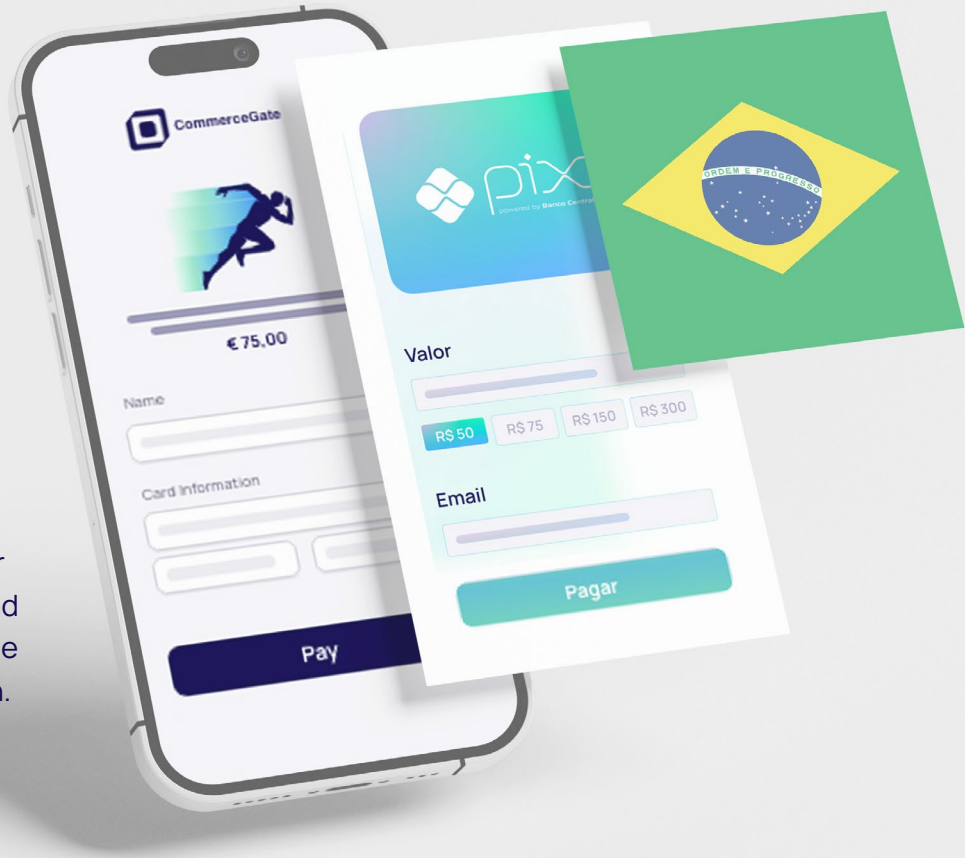 CommerceGate
€75,00
Name
Card Information
Pay
pix
powered by Banco Central
Valor
R$ 50
R$ 75
R$ 150
R$ 300
Email
Pagar
ORDEM E PROGRESSO